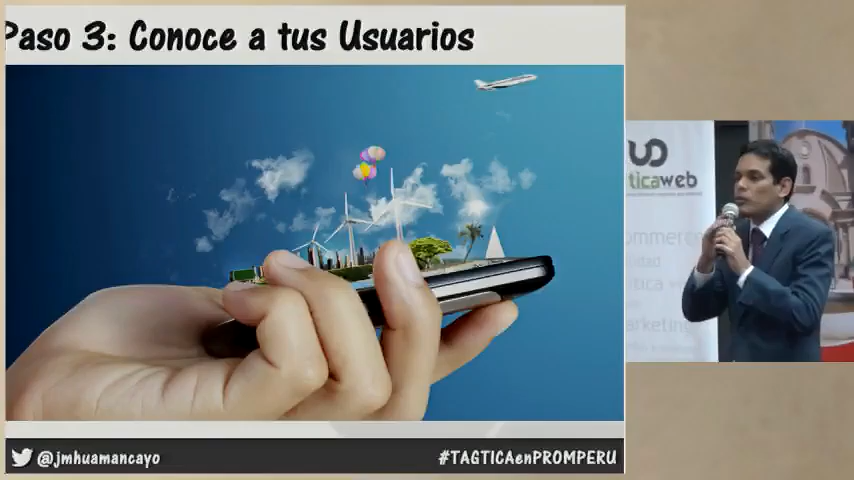 Paso 3: Conoce a tus Usuarios
ticaweb
@jmhuamancayo
#TAGTICAenPROMPERU